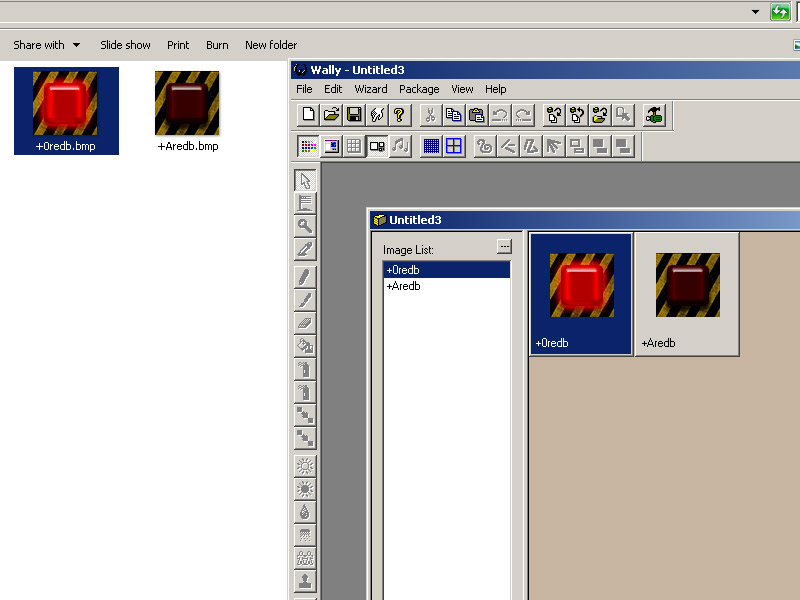 Share with Slide show Print Burn New folder
+0redb.bmp +Aredb.bmp
Wally - Untitled3
File Edit Wizard Package View Help
Untitled3
Image List: ...
+0redb
+Aredb
+0redb +Aredb